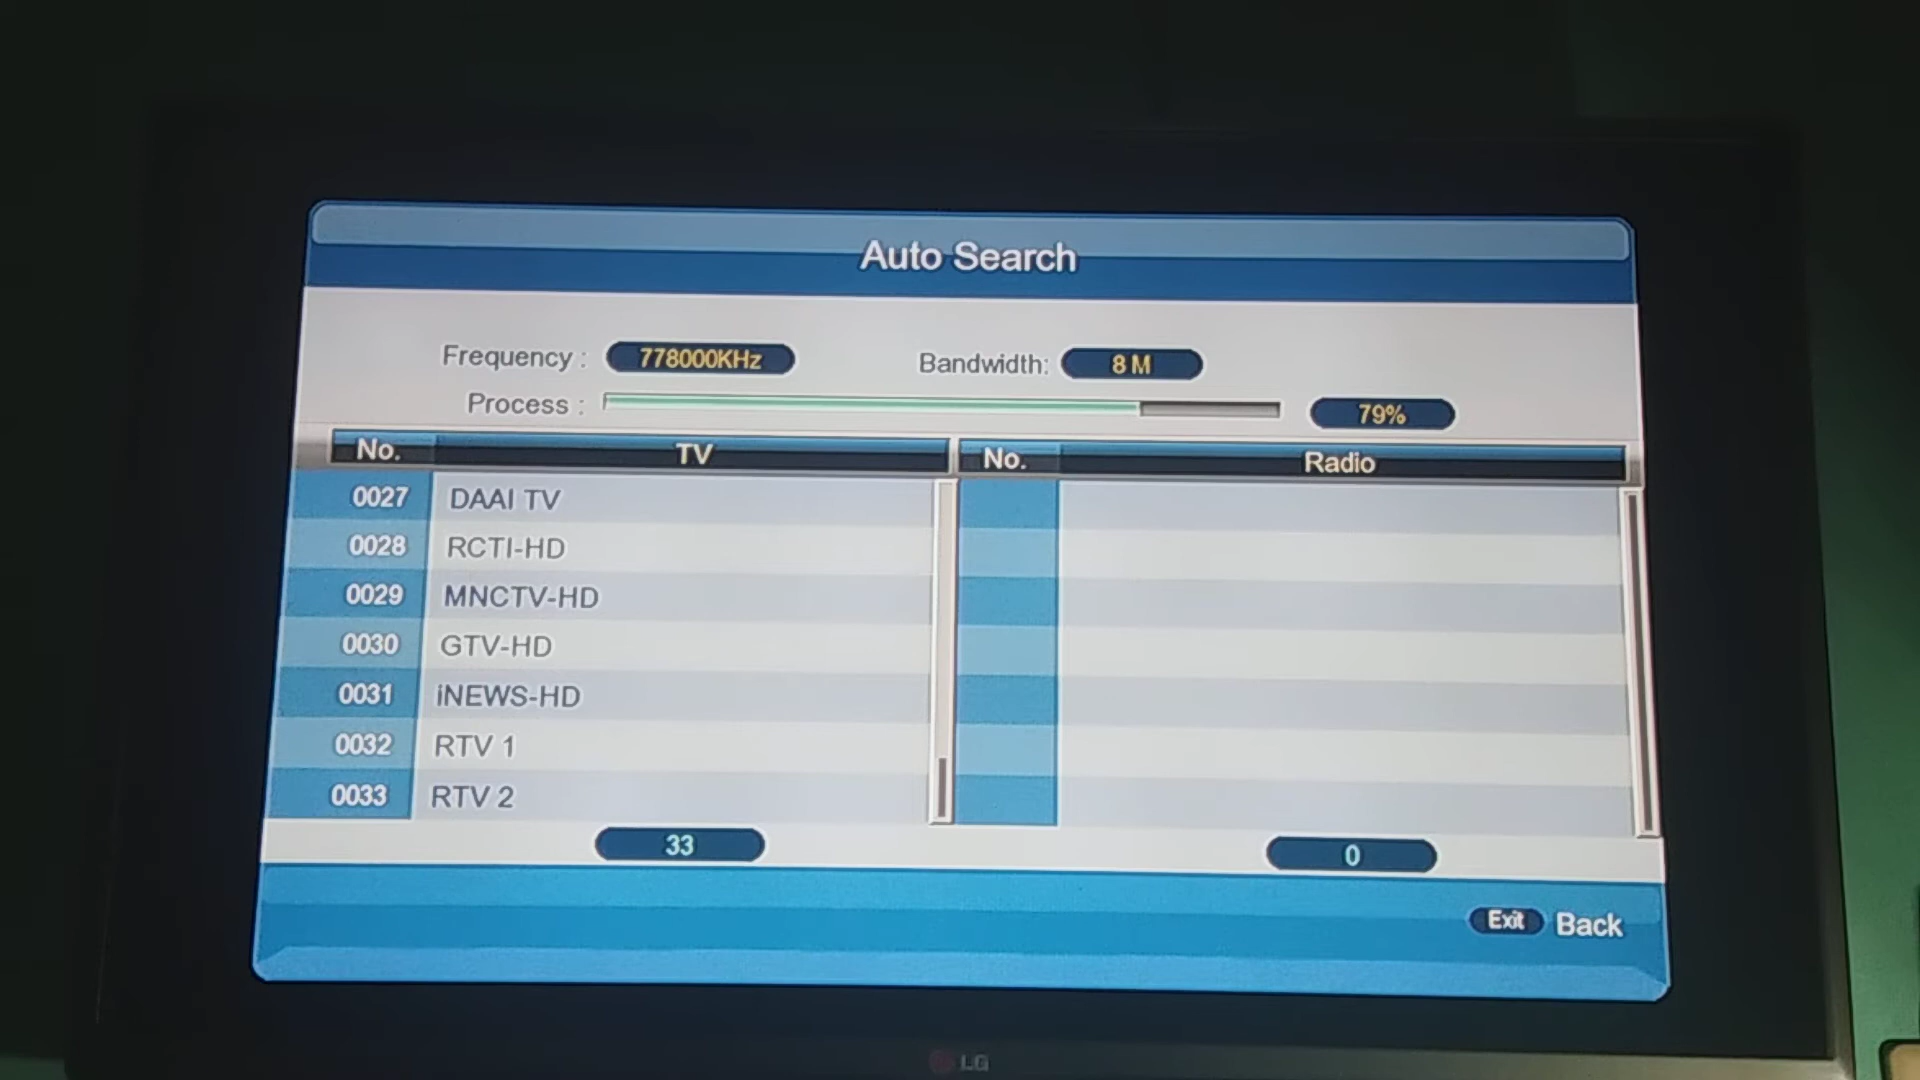 Auto Search
Frequency : 778000KHz Bandwidth: 8 M
Process : 79%
No. TV No. Radio
0027 DAAI TV
0028 RCTI-HD
0029 MNCTV-HD
0030 GTV-HD
0031 iNEWS-HD
0032 RTV 1
0033 RTV 2
33 0
Exit Back
LG